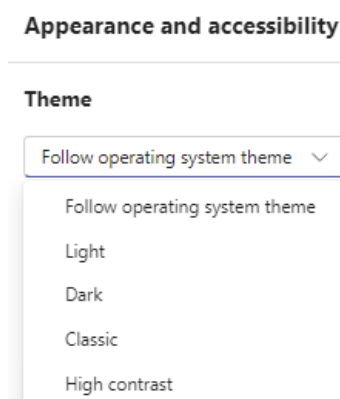 Appearance and accessibility
Theme
Follow operating system theme
Follow operating system theme
Light
Dark
Classic
High contrast